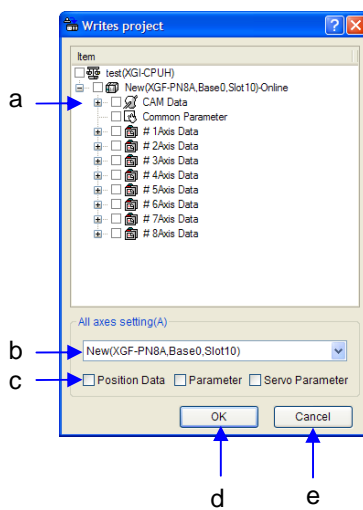 Writes project
Item
test(XGI-CPUH)
New(XGF-PN8A,Base0,Slot10)-Online
a
CAM Data
Common Parameter
# 1Axis Data
# 2Axis Data
# 3Axis Data
# 4Axis Data
# 5Axis Data
# 6Axis Data
# 7Axis Data
# 8Axis Data
All axes setting(A)
b
New(XGF-PN8A,Base0,Slot10)
c
Position Data Parameter Servo Parameter
OK Cancel
d e